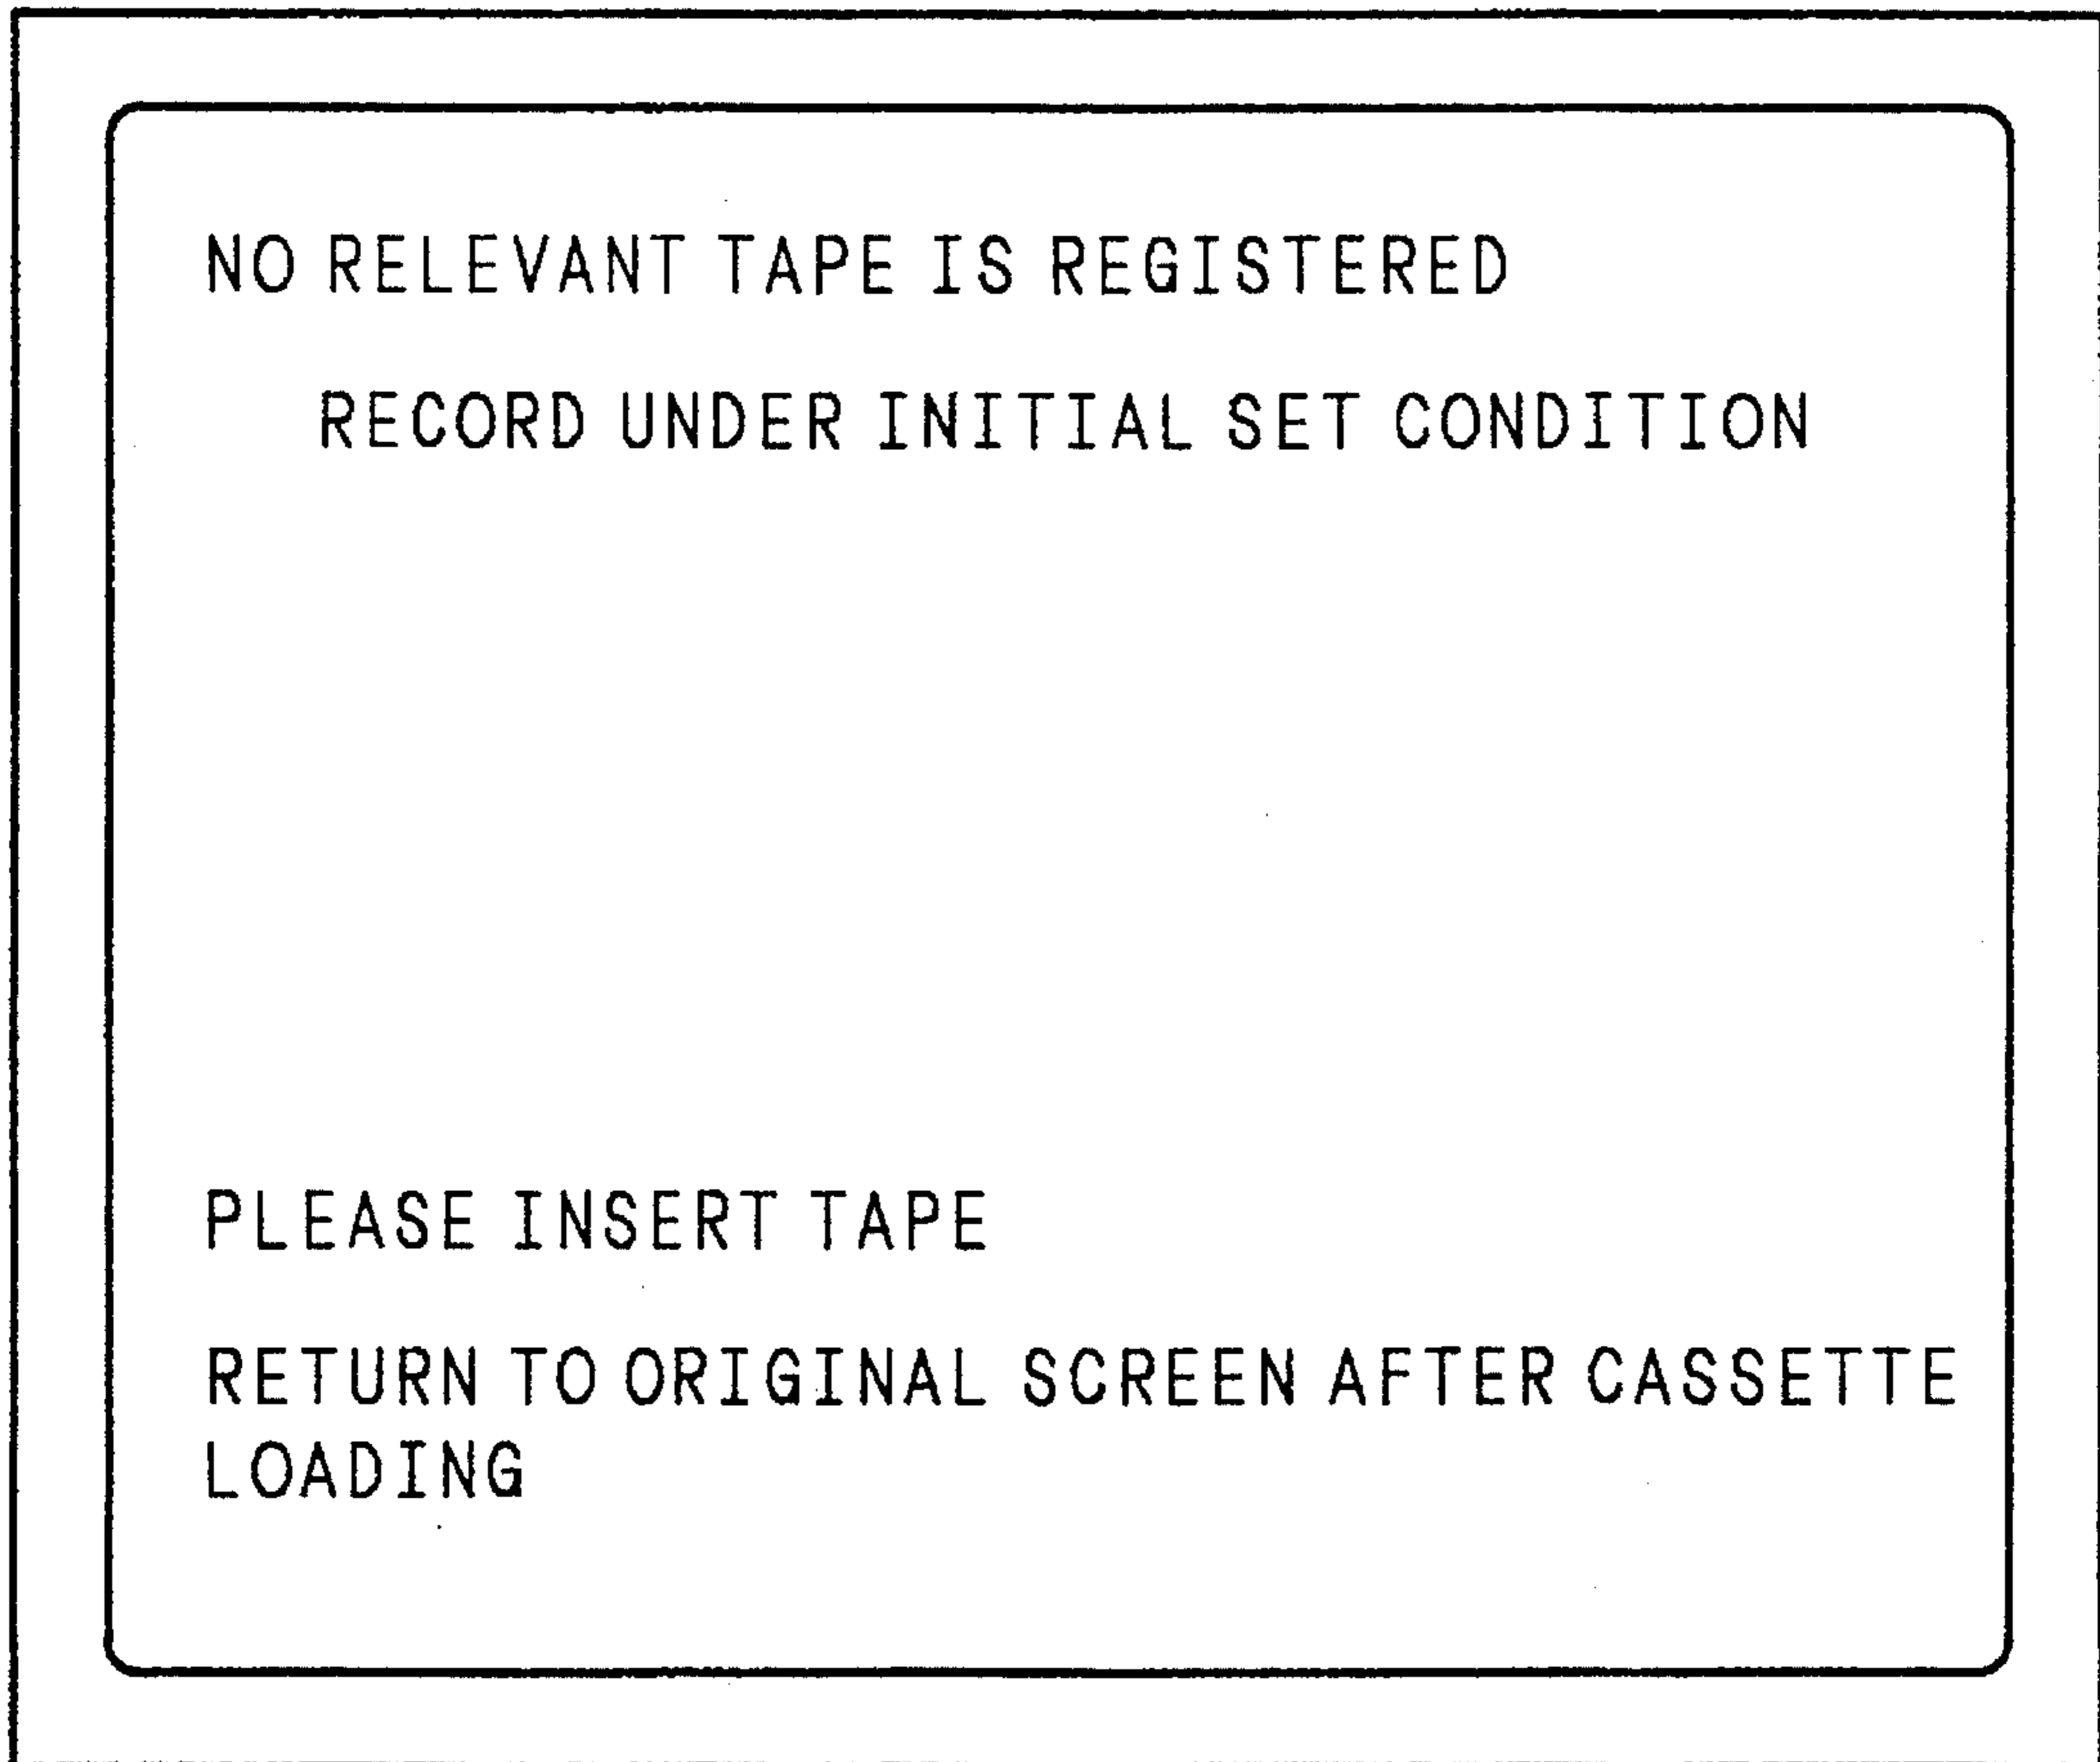 NO RELEVANT TAPE IS REGISTERED
RECORD UNDER INITIAL SET CONDITION
PLEASE INSERT TAPE
RETURN TO ORIGINAL SCREEN AFTER CASSETTE
LOADING